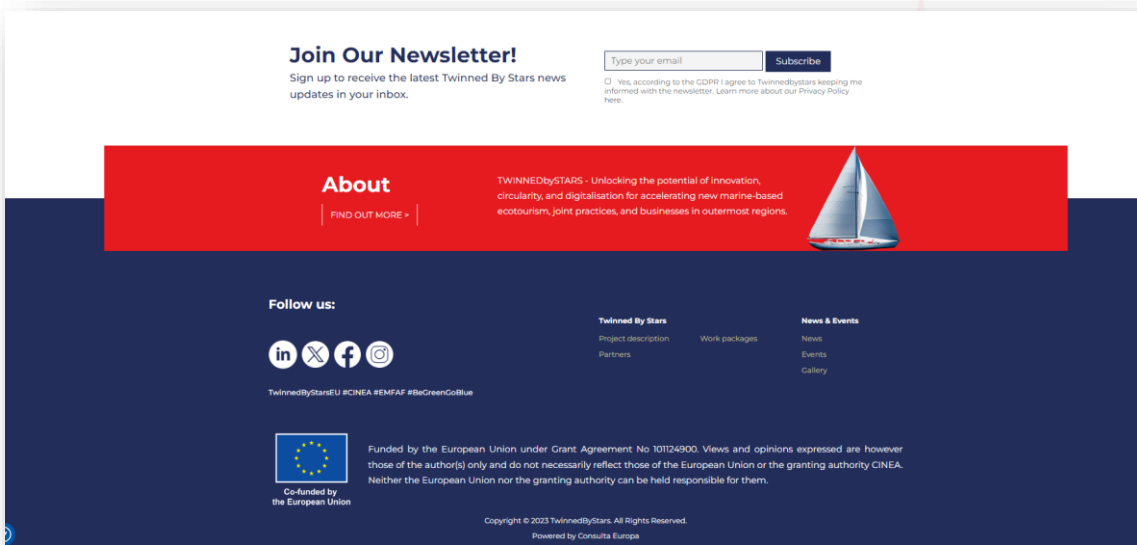 Join Our Newsletter!
Sign up to receive the latest Twinned By Stars news
updates in your inbox.
Type your email
Subscribe
Yes, according to the GDPR I agree to Twinnedbystars keeping me
informed with the newsletter. Learn more about our Privacy Policy
here.
About
FIND OUT MORE >
TWINNEDbySTARS - Unlocking the potential of innovation,
circularity, and digitalisation for accelerating new marine-based
ecotourism, joint practices, and businesses in outermost regions.
Follow us:
in
TwinnedByStarsEU #CINEA #EMFAF #BeGreenGoBlue
Twinned By Stars
Project description
Work packages
Partners
News & Events
News
Events
Gallery
Co-funded by
the European Union
Funded by the European Union under Grant Agreement No 101124900. Views and opinions expressed are however
those of the author(s) only and do not necessarily reflect those of the European Union or the granting authority CINEA.
Neither the European Union nor the granting authority can be held responsible for them.
Copyright © 2023 TwinnedByStars. All Rights Reserved.
Powered by Consulta Europa